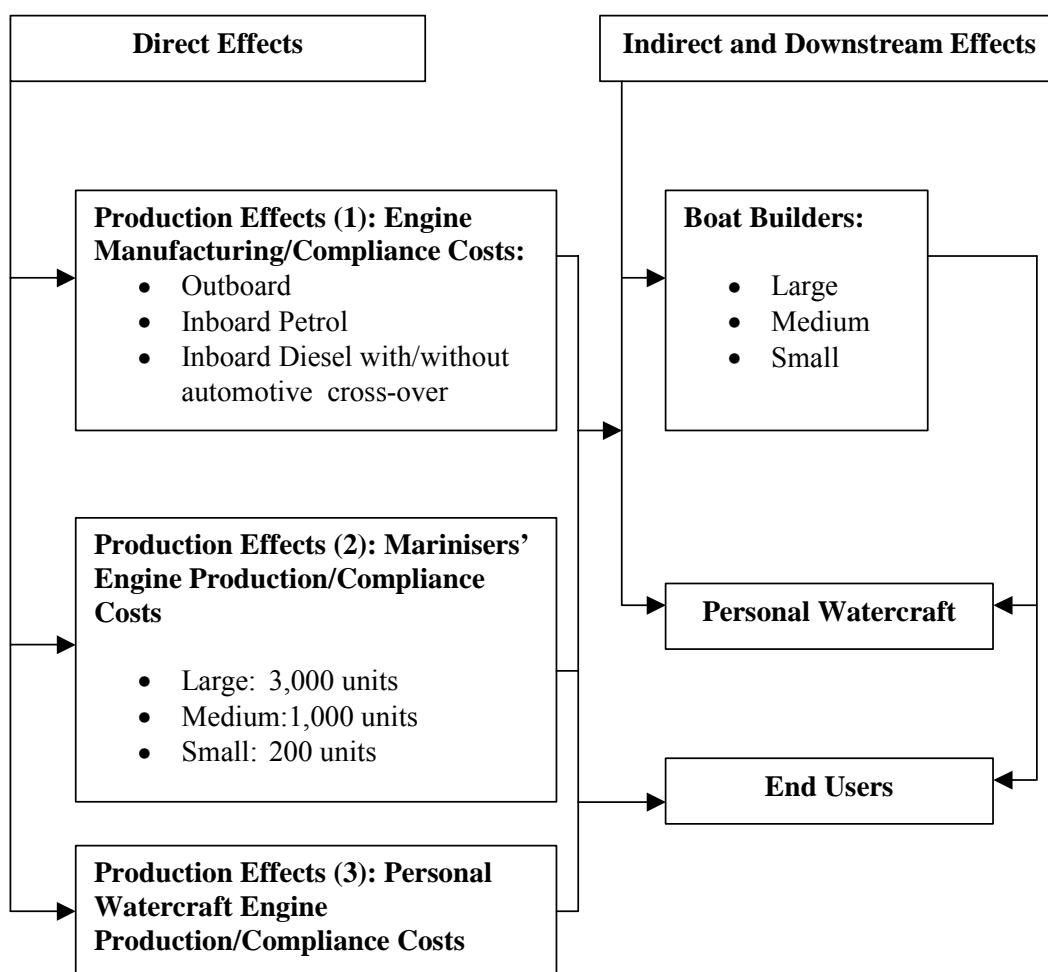 Direct Effects
Indirect and Downstream Effects
Production Effects (1): Engine
Manufacturing/Compliance Costs:
• Outboard
• Inboard Petrol
• Inboard Diesel with/without
automotive cross-over
Boat Builders:
• Large
• Medium
• Small
Production Effects (2): Marinisers’
Engine Production/Compliance
Costs
• Large: 3,000 units
• Medium:1,000 units
• Small: 200 units
Personal Watercraft
End Users
Production Effects (3): Personal
Watercraft Engine
Production/Compliance Costs